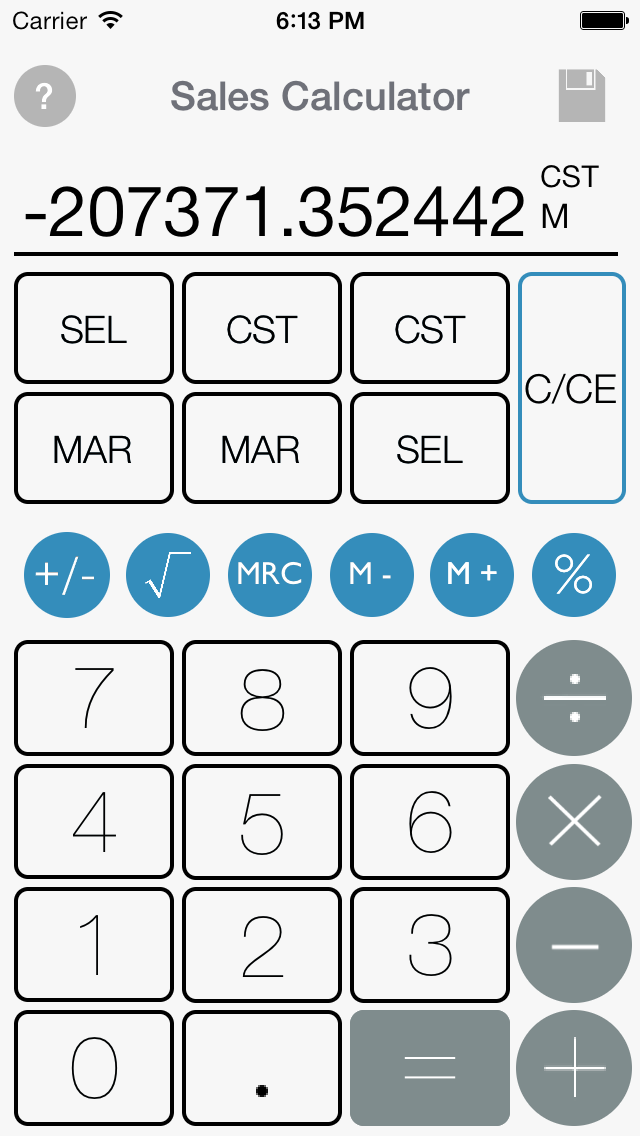 Carrier 6:13 PM
? Sales Calculator
-207371.352442 CST
M
SEL CST CST
C/CE
MAR MAR SEL
+/- √ MRC M - M + %
7 8 9 ÷
4 5 6 ×
1 2 3 −
0 . = +